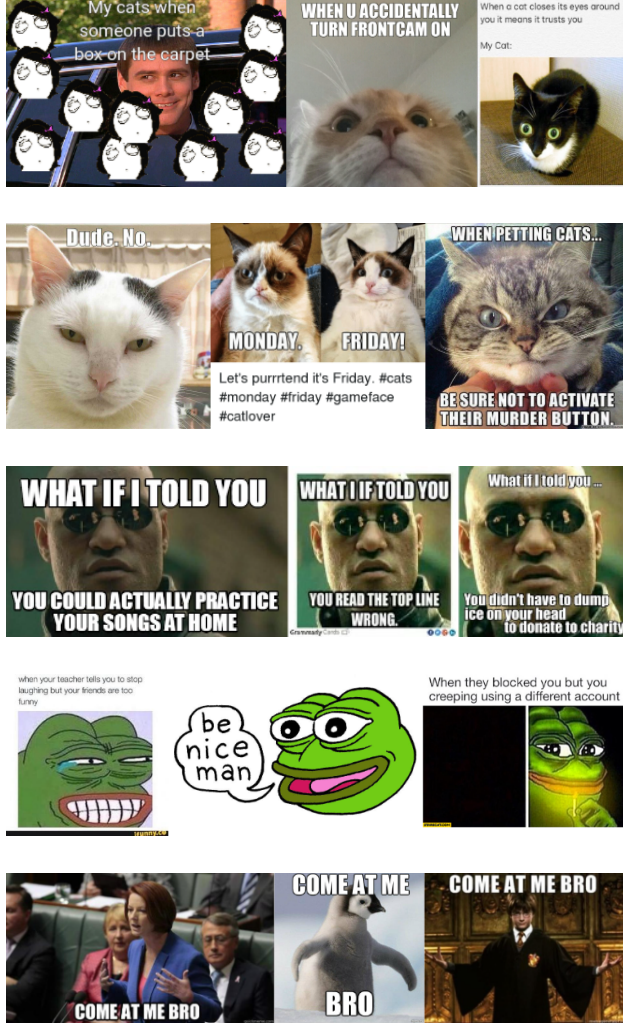 My cats when
someone puts a
box on the carpet
WHEN U ACCIDENTALLY
TURN FRONTCAM ON
When a cat closes its eyes around
you it means it trusts you
My Cat:
Dude. No.
MONDAY.
FRIDAY!
Let's purrrtend it's Friday. #cats
#monday #friday #gameface
#catlover
WHEN PETTING CATS...
BE SURE NOT TO ACTIVATE
THEIR MURDER BUTTON.
WHAT IF I TOLD YOU
YOU COULD ACTUALLY PRACTICE
YOUR SONGS AT HOME
WHAT I IF TOLD YOU
YOU READ THE TOP LINE
WRONG.
Grammarly Cards
What if I told you ...
You didn't have to dump
ice on your head
to donate to charity
when your teacher tells you to stop
laughing but your friends are too
funny
ifunny.co
be
nice
man
When they blocked you but you
creeping using a different account
COME AT ME BRO
COME AT ME
BRO
COME AT ME BRO